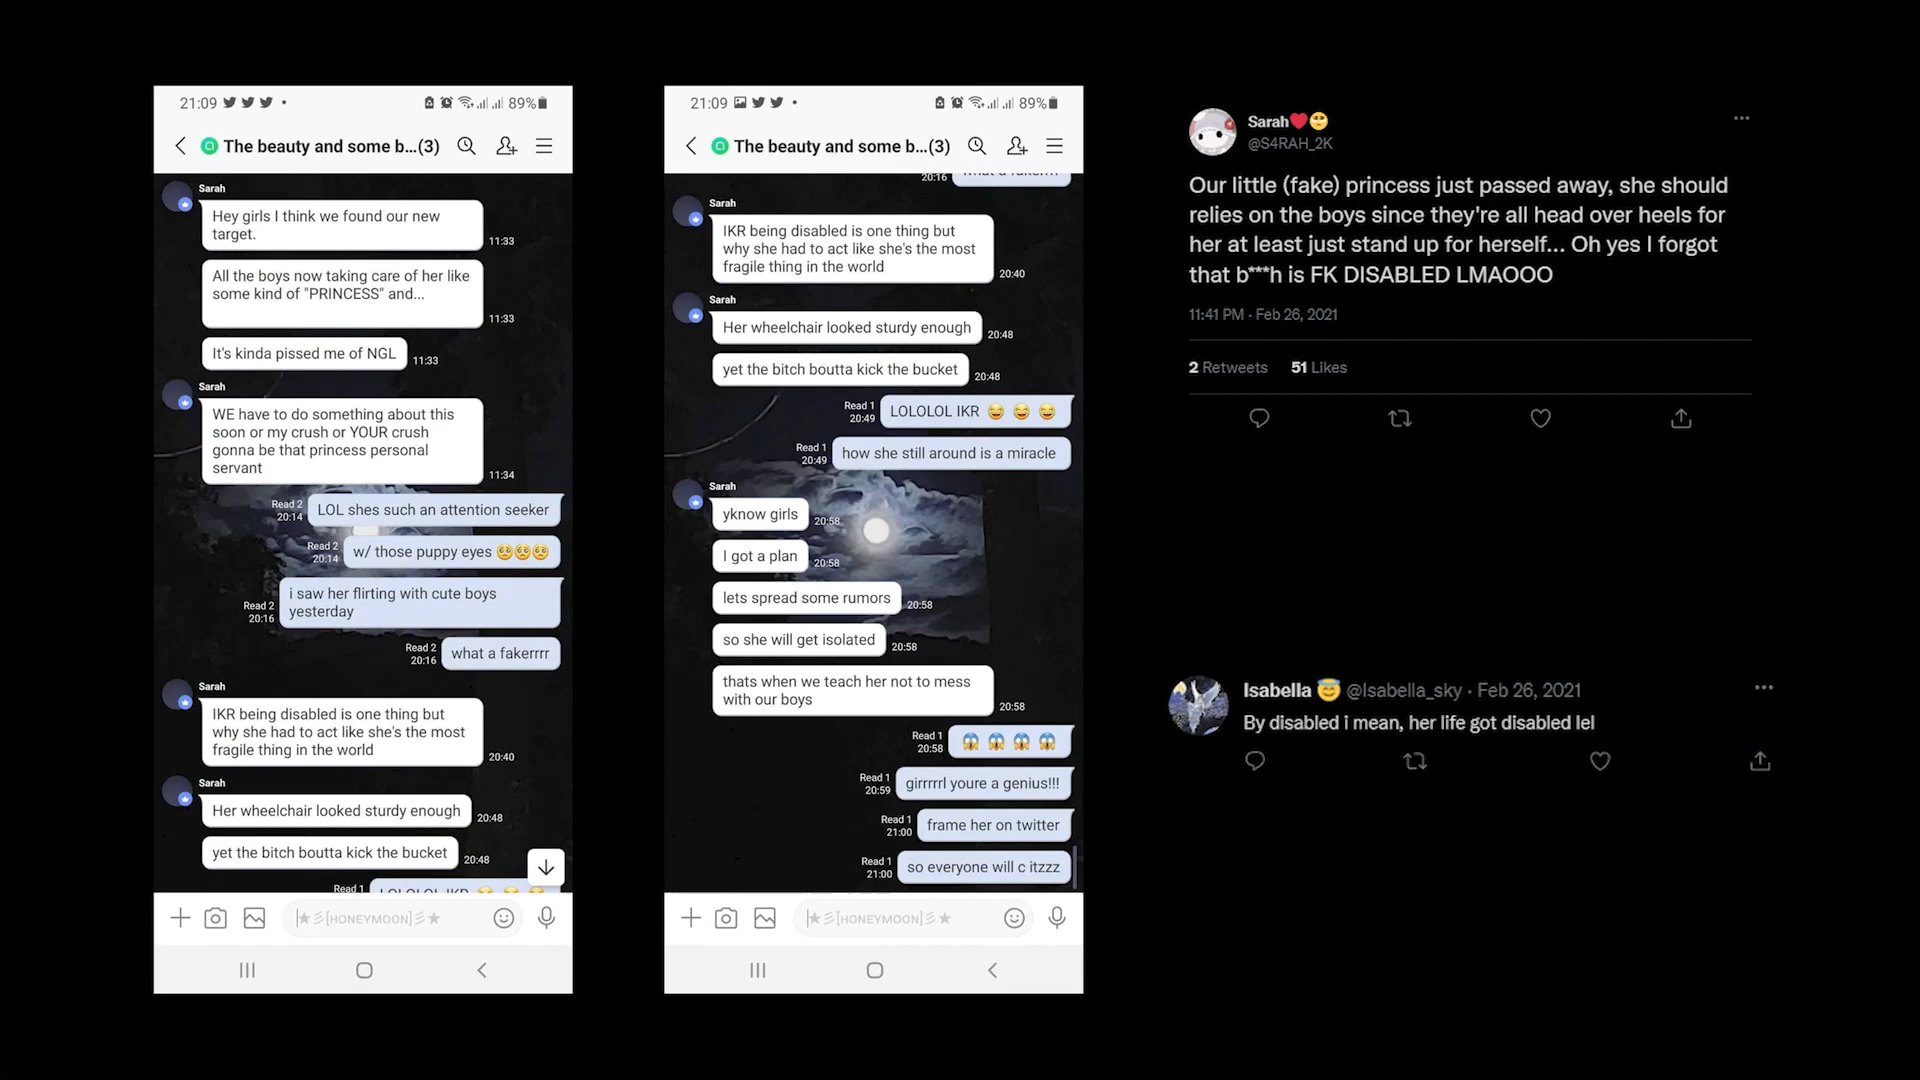 21:09
89%
The beauty and some b...(3)
Sarah
Hey girls I think we found our new
target.
11:33
All the boys now taking care of her like
some kind of "PRINCESS" and...
11:33
It's kinda pissed me of NGL
11:33
Sarah
WE have to do something about this
soon or my crush or YOUR crush
gonna be that princess personal
servant
11:34
Read 2
20:14
LOL shes such an attention seeker
Read 2
20:14
w/ those puppy eyes 🥺🥺🥺
Read 2
20:16
i saw her flirting with cute boys
yesterday
Read 2
20:16
what a fakerrrr
Sarah
IKR being disabled is one thing but
why she had to act like she's the most
fragile thing in the world
20:40
Sarah
Her wheelchair looked sturdy enough
20:48
yet the bitch boutta kick the bucket
20:48
Read 1
LOLOLOL IKR
★彡[HONEYMOON]彡★
21:09
89%
The beauty and some b...(3)
20:16
what a fakerrrr
Sarah
IKR being disabled is one thing but
why she had to act like she's the most
fragile thing in the world
20:40
Sarah
Her wheelchair looked sturdy enough
20:48
yet the bitch boutta kick the bucket
20:48
Read 1
20:49
LOLOLOL IKR 😂 😂 😂
Read 1
20:49
how she still around is a miracle
Sarah
yknow girls
20:58
I got a plan
20:58
lets spread some rumors
20:58
so she will get isolated
20:58
thats when we teach her not to mess
with our boys
20:58
Read 1
20:58
😱 😱 😱 😱
Read 1
20:59
girrrrrl youre a genius!!!
Read 1
21:00
frame her on twitter
Read 1
21:00
so everyone will c itzzz
★彡[HONEYMOON]彡★
Sarah❤️🥺
@S4RAH_2K
Our little (fake) princess just passed away, she should
relies on the boys since they're all head over heels for
her at least just stand up for herself... Oh yes I forgot
that b***h is FK DISABLED LMAOOO
11:41 PM · Feb 26, 2021
2 Retweets 51 Likes
Isabella 😇 @Isabella_sky · Feb 26, 2021
By disabled i mean, her life got disabled lel